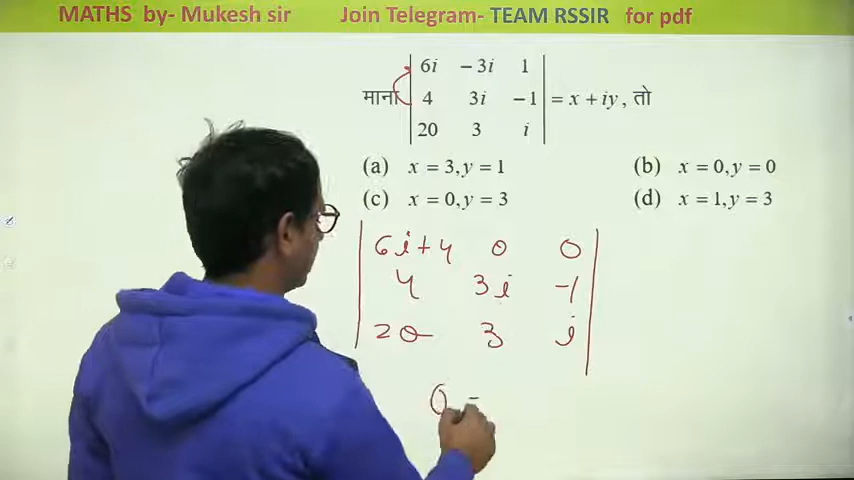 MATHS by- Mukesh sir Join Telegram- TEAM RSSIR for pdf
माना | 6i −3i 1 |
| 4 3i −1 | = x + iy, तो
| 20 3 i |
(a) x = 3, y = 1 (b) x = 0, y = 0
(c) x = 0, y = 3 (d) x = 1, y = 3
| 6i+4 0 0 |
| 4 3i -1 |
| 20 3 i |
0 =